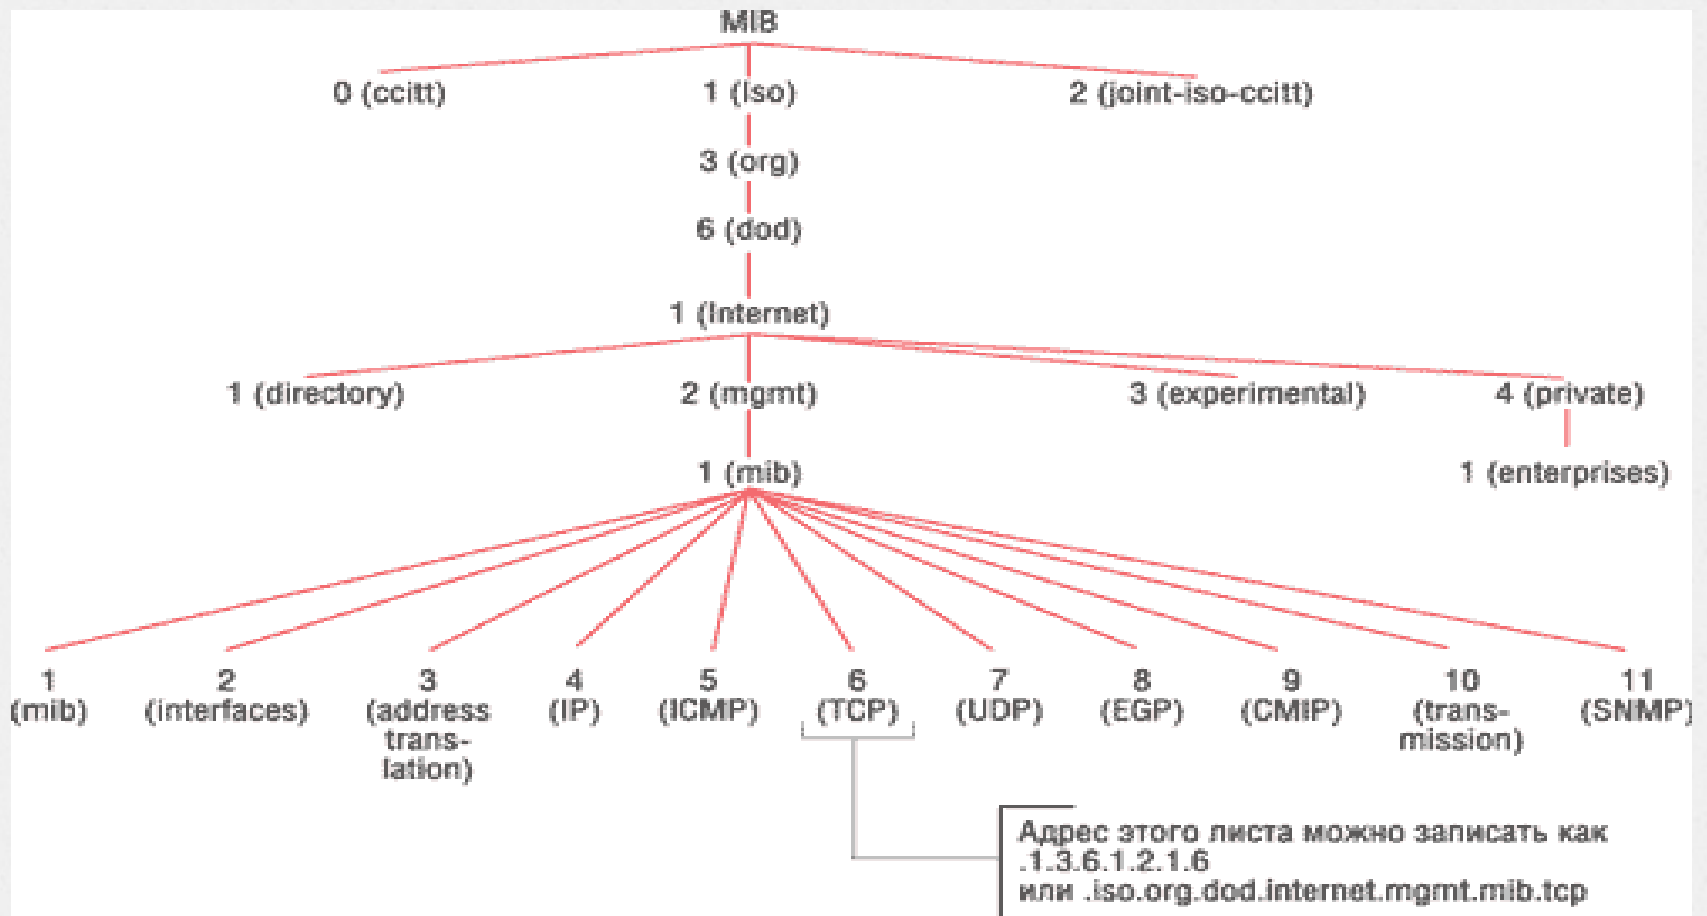 MIB
0 (ccitt) 1 (iso) 2 (joint-iso-ccitt)
3 (org)
6 (dod)
1 (Internet)
1 (directory) 2 (mgmt) 3 (experimental) 4 (private)
1 (mib) 1 (enterprises)
1 2 3 4 5 6 7 8 9 10 11
(mib) (interfaces) (address (IP) (ICMP) (TCP) (UDP) (EGP) (CMIP) (trans- (SNMP)
trans- mission)
lation)
Адрес этого листа можно записать как
.1.3.6.1.2.1.6
или .iso.org.dod.internet.mgmt.mib.tcp